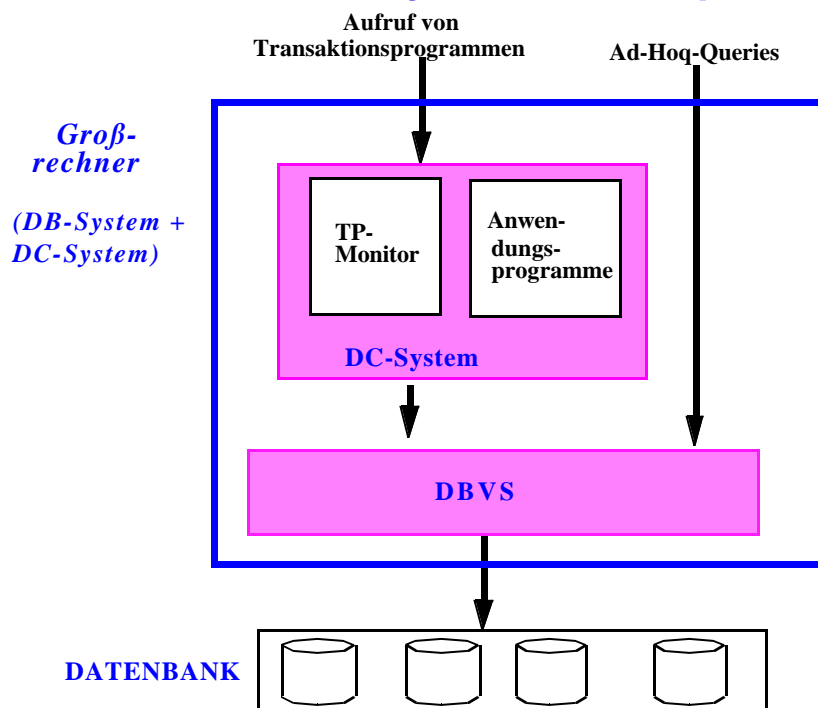 Aufruf von
Transaktionsprogrammen
Ad-Hoq-Queries
Groß-
rechner
(DB-System +
DC-System)
TP-
Monitor
Anwen-
dungs-
programme
DC-System
DBVS
DATENBANK